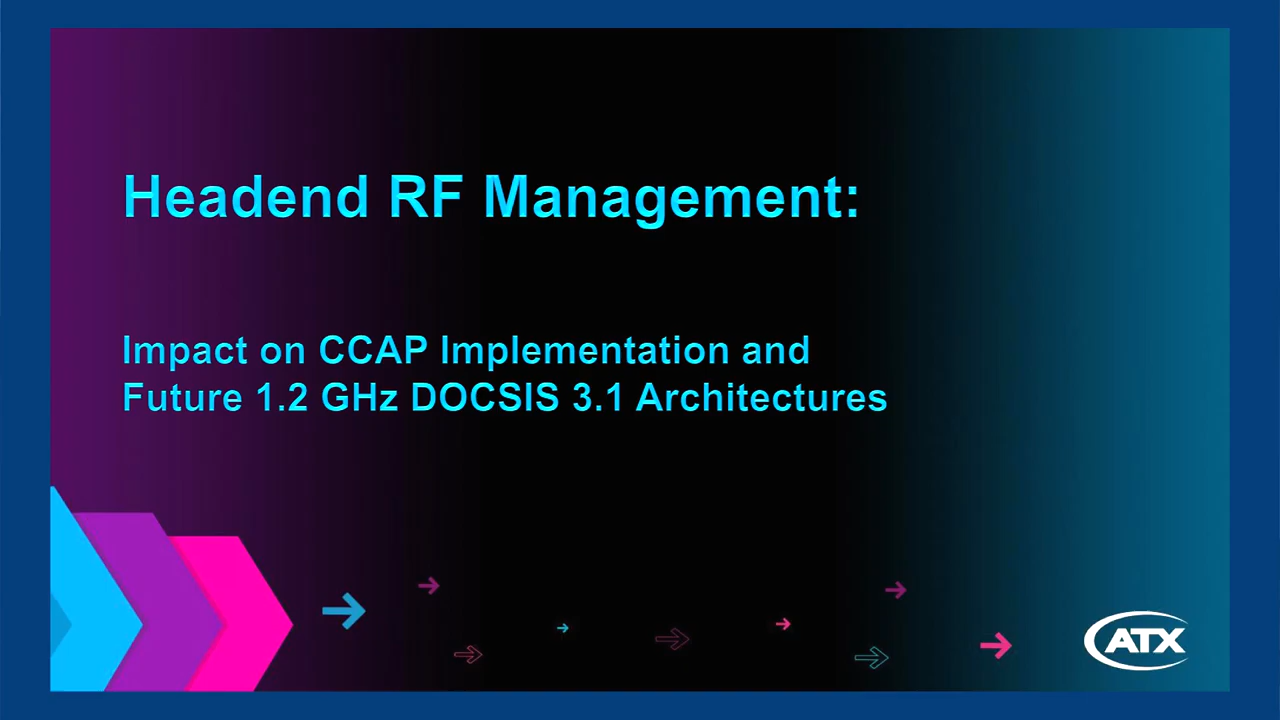 Headend RF Management:
Impact on CCAP Implementation and
Future 1.2 GHz DOCSIS 3.1 Architectures
ATX